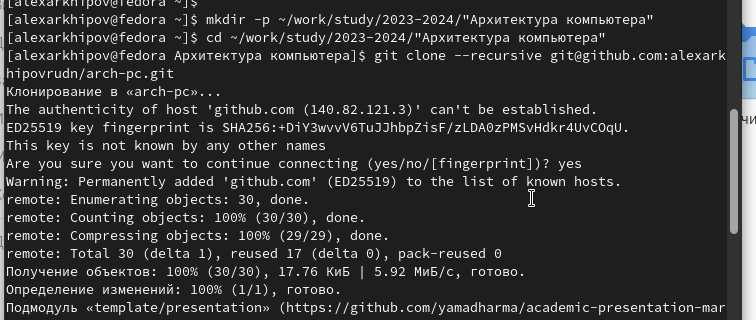 [alexarkhipov@fedora ~]$
[alexarkhipov@fedora ~]$ mkdir -p ~/work/study/2023-2024/"Архитектура компьютера"
[alexarkhipov@fedora ~]$ cd ~/work/study/2023-2024/"Архитектура компьютера"
[alexarkhipov@fedora Архитектура компьютера]$ git clone --recursive git@github.com:alexark
hipovrudn/arch-pc.git
Клонирование в «arch-pc»...
The authenticity of host 'github.com (140.82.121.3)' can't be established.
ED25519 key fingerprint is SHA256:+DiY3wvvV6TuJJhbpZisF/zLDA0zPMSvHdkr4UvCOqU.
This key is not known by any other names
Are you sure you want to continue connecting (yes/no/[fingerprint])? yes
Warning: Permanently added 'github.com' (ED25519) to the list of known hosts.
remote: Enumerating objects: 30, done.
remote: Counting objects: 100% (30/30), done.
remote: Compressing objects: 100% (29/29), done.
remote: Total 30 (delta 1), reused 17 (delta 0), pack-reused 0
Получение объектов: 100% (30/30), 17.76 КиБ | 5.92 МиБ/с, готово.
Определение изменений: 100% (1/1), готово.
Подмодуль «template/presentation» (https://github.com/yamadharma/academic-presentation-mar